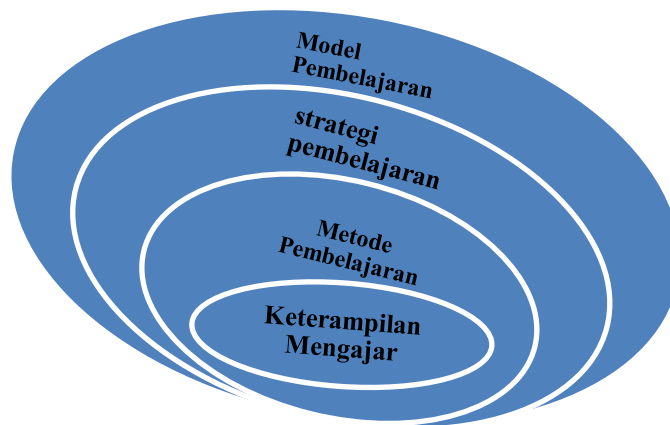 Model
Pembelajaran
strategi
pembelajaran
Metode
Pembelajaran
Keterampilan
Mengajar